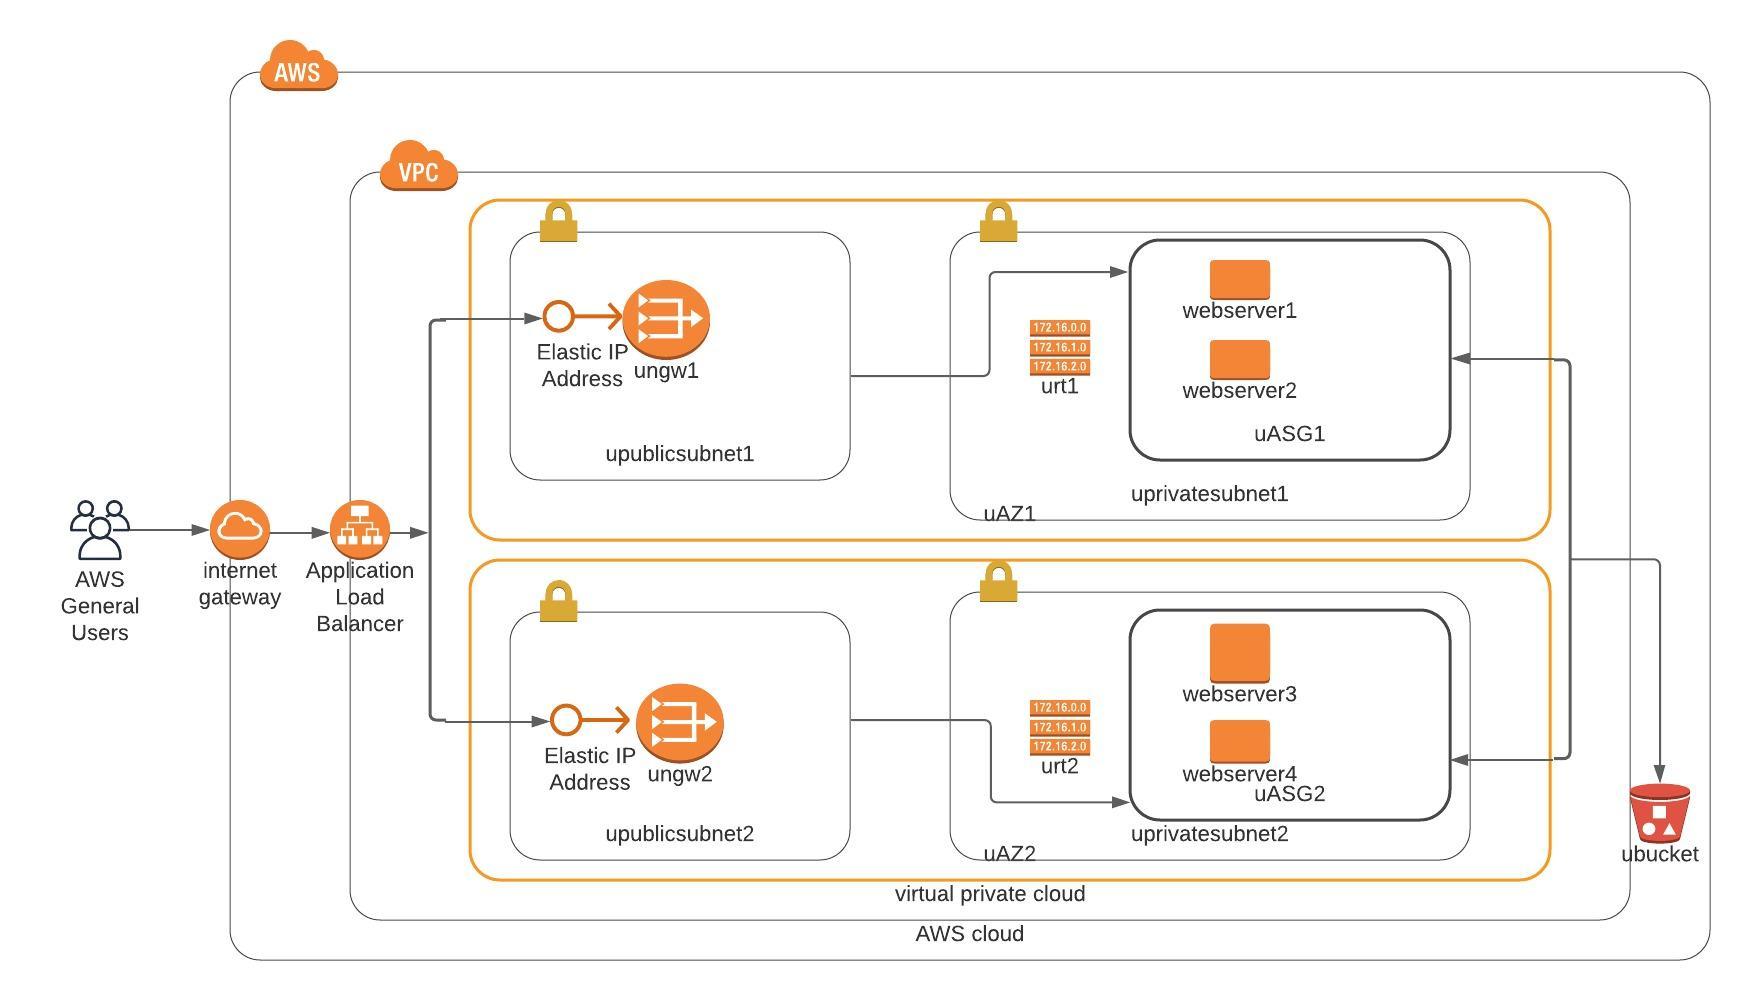 AWS
VPC
Elastic IP
Address
ungw1
upublicsubnet1
172.16.0.0
172.16.1.0
172.16.2.0
urt1
webserver1
webserver2
uASG1
uprivatesubnet1
uAZ1
AWS
General
Users
internet
gateway
Application
Load
Balancer
Elastic IP
Address
ungw2
upublicsubnet2
172.16.0.0
172.16.1.0
172.16.2.0
urt2
webserver3
webserver4
uASG2
uprivatesubnet2
uAZ2
ubucket
virtual private cloud
AWS cloud